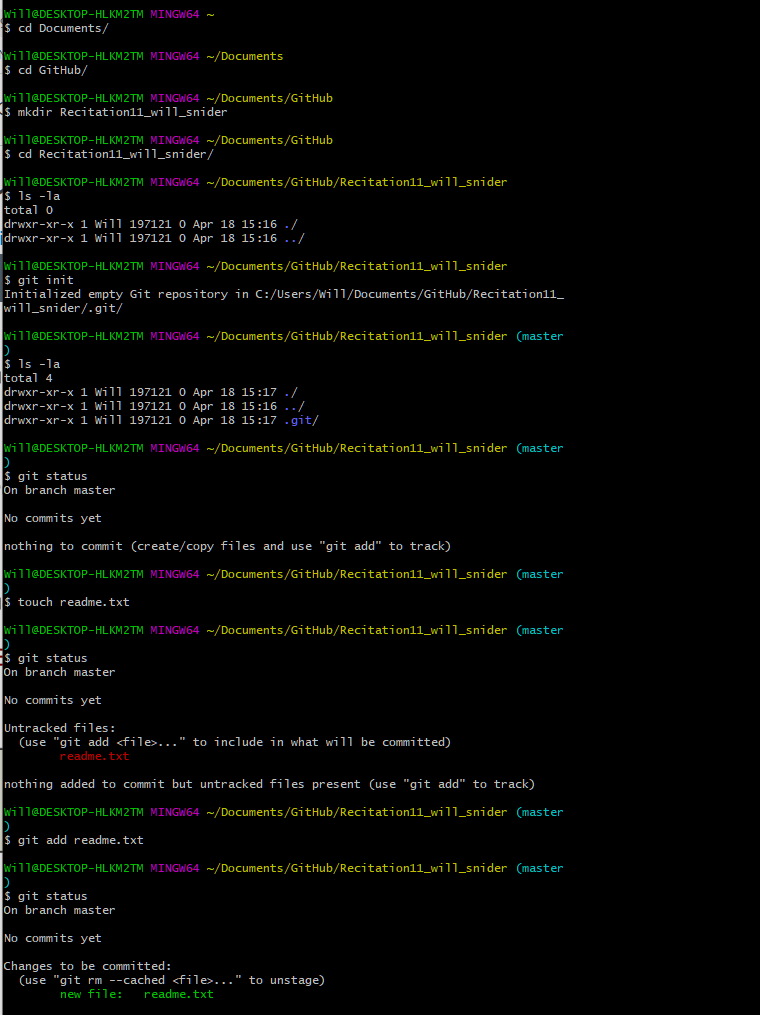 Will@DESKTOP-HLKM2TM MINGW64 ~
$ cd Documents/
Will@DESKTOP-HLKM2TM MINGW64 ~/Documents
$ cd GitHub/
Will@DESKTOP-HLKM2TM MINGW64 ~/Documents/GitHub
$ mkdir Recitation11_will_snider
Will@DESKTOP-HLKM2TM MINGW64 ~/Documents/GitHub
$ cd Recitation11_will_snider/
Will@DESKTOP-HLKM2TM MINGW64 ~/Documents/GitHub/Recitation11_will_snider
$ ls -la
total 0
drwxr-xr-x 1 Will 197121 0 Apr 18 15:16 ./
drwxr-xr-x 1 Will 197121 0 Apr 18 15:16 ../
Will@DESKTOP-HLKM2TM MINGW64 ~/Documents/GitHub/Recitation11_will_snider
$ git init
Initialized empty Git repository in C:/Users/Will/Documents/GitHub/Recitation11_
will_snider/.git/
Will@DESKTOP-HLKM2TM MINGW64 ~/Documents/GitHub/Recitation11_will_snider (master
)
$ ls -la
total 4
drwxr-xr-x 1 Will 197121 0 Apr 18 15:17 ./
drwxr-xr-x 1 Will 197121 0 Apr 18 15:16 ../
drwxr-xr-x 1 Will 197121 0 Apr 18 15:17 .git/
Will@DESKTOP-HLKM2TM MINGW64 ~/Documents/GitHub/Recitation11_will_snider (master
)
$ git status
On branch master
No commits yet
nothing to commit (create/copy files and use "git add" to track)
Will@DESKTOP-HLKM2TM MINGW64 ~/Documents/GitHub/Recitation11_will_snider (master
)
$ touch readme.txt
Will@DESKTOP-HLKM2TM MINGW64 ~/Documents/GitHub/Recitation11_will_snider (master
)
$ git status
On branch master
No commits yet
Untracked files:
  (use "git add <file>..." to include in what will be committed)
        readme.txt
nothing added to commit but untracked files present (use "git add" to track)
Will@DESKTOP-HLKM2TM MINGW64 ~/Documents/GitHub/Recitation11_will_snider (master
)
$ git add readme.txt
Will@DESKTOP-HLKM2TM MINGW64 ~/Documents/GitHub/Recitation11_will_snider (master
)
$ git status
On branch master
No commits yet
Changes to be committed:
  (use "git rm --cached <file>..." to unstage)
        new file:   readme.txt